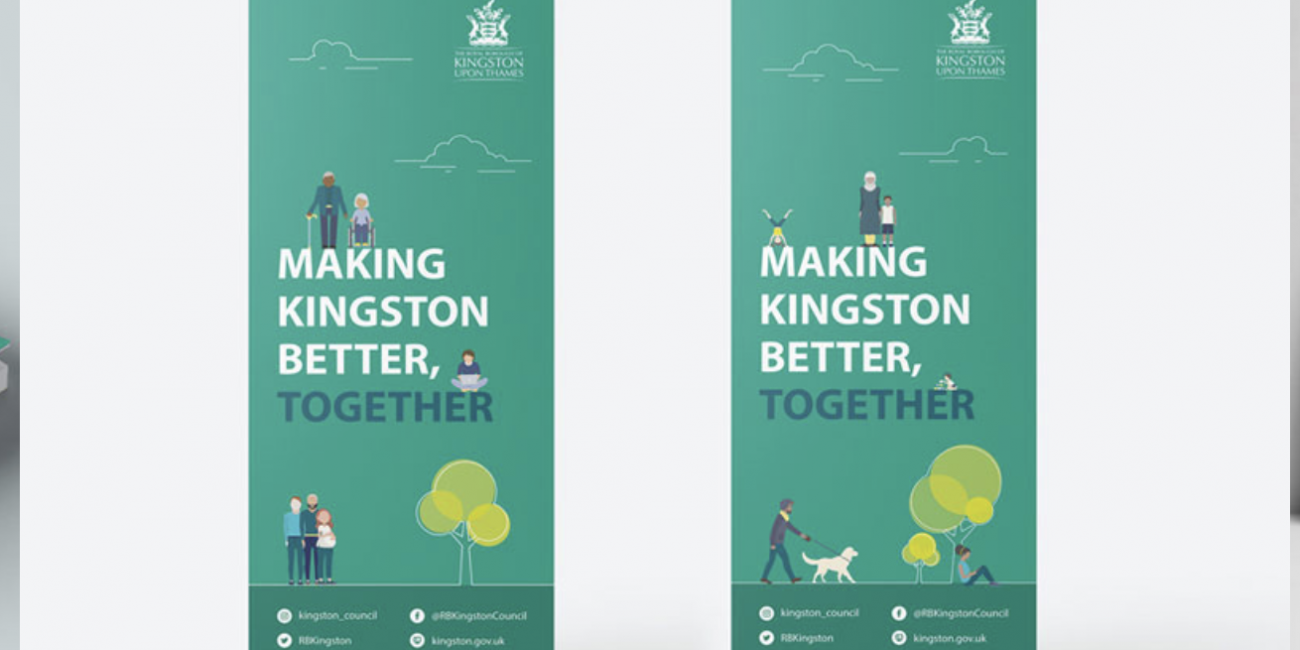 THE ROYAL BOROUGH OF
KINGSTON
UPON THAMES
MAKING
KINGSTON
BETTER,
TOGETHER
kingston_council
@RBKingstonCouncil
RBKingston
kingston.gov.uk
THE ROYAL BOROUGH OF
KINGSTON
UPON THAMES
MAKING
KINGSTON
BETTER,
TOGETHER
kingston_council
@RBKingstonCouncil
RBKingston
kingston.gov.uk